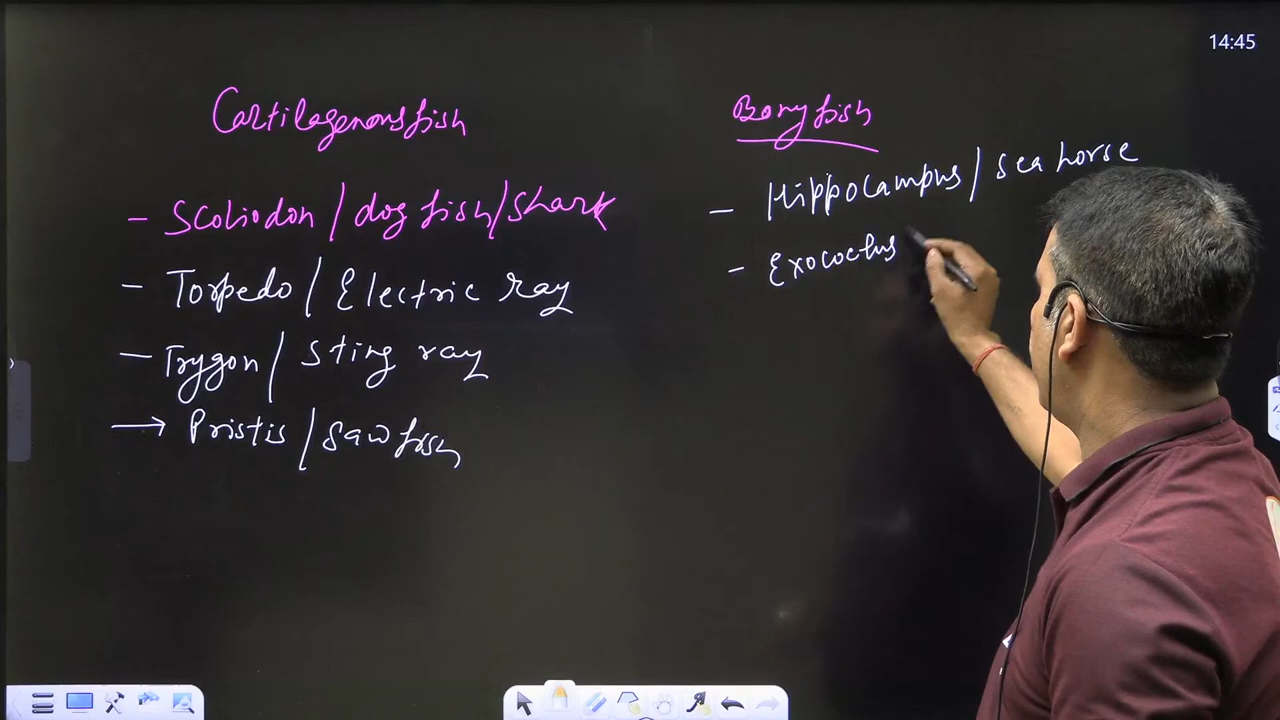 14:45
Cartilagenous fish
- Scoliodon / dog fish / Shark
- Torpedo / Electric ray
- Trygon / Sting ray
→ Pristis / Saw fish
Bony fish
- Hippocampus / sea horse
- Exocoetus